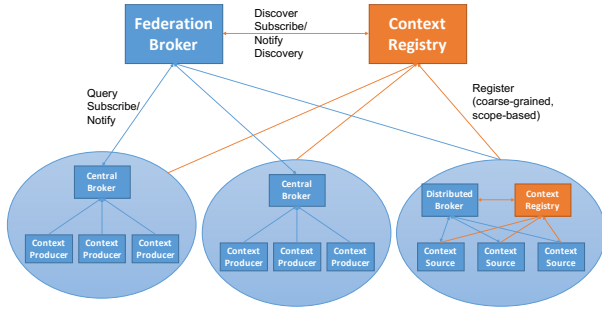 Federation
Broker
Discover
Subscribe/
Notify
Discovery
Context
Registry
Query
Subscribe/
Notify
Register
(coarse-grained,
scope-based)
Central
Broker
Context
Producer
Context
Producer
Context
Producer
Central
Broker
Context
Producer
Context
Producer
Context
Producer
Distributed
Broker
Context
Registry
Context
Source
Context
Source
Context
Source